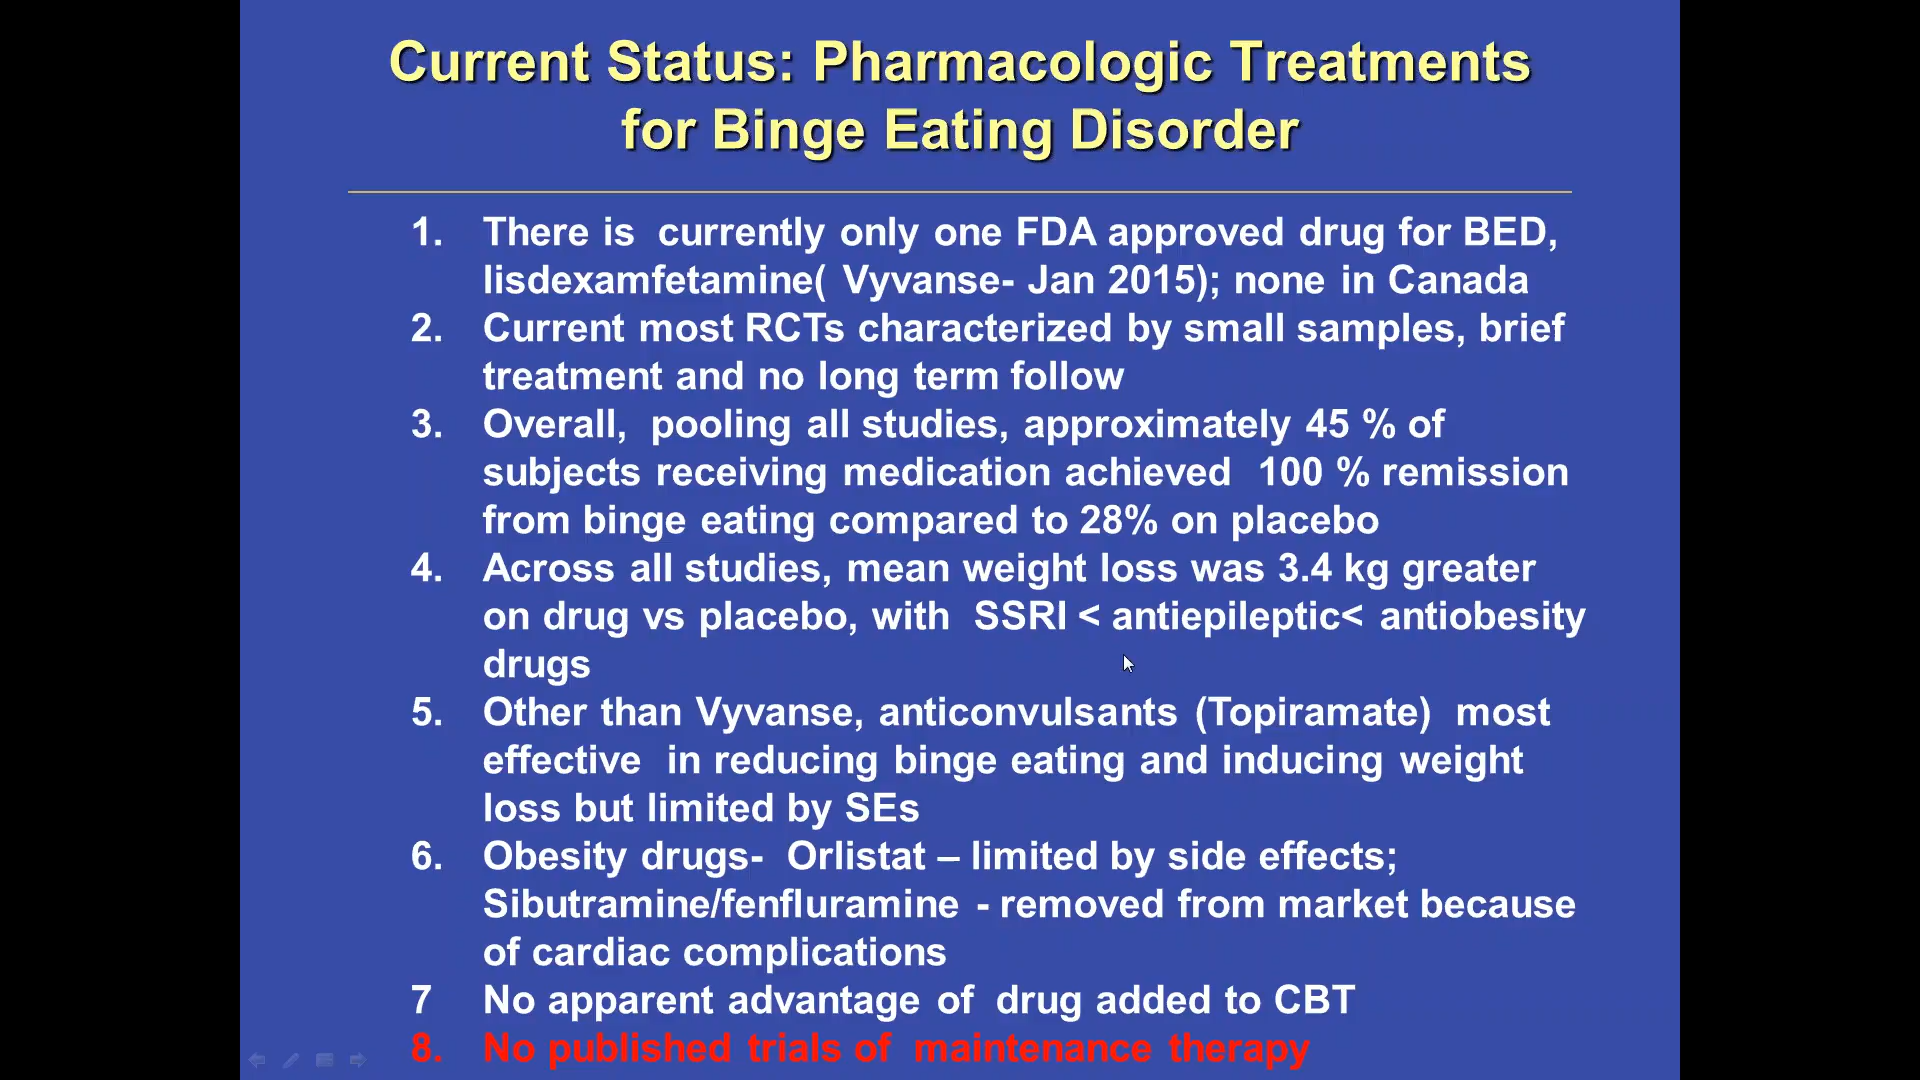 Current Status: Pharmacologic Treatments
for Binge Eating Disorder
1. There is currently only one FDA approved drug for BED,
lisdexamfetamine( Vyvanse- Jan 2015); none in Canada
2. Current most RCTs characterized by small samples, brief
treatment and no long term follow
3. Overall, pooling all studies, approximately 45 % of
subjects receiving medication achieved 100 % remission
from binge eating compared to 28% on placebo
4. Across all studies, mean weight loss was 3.4 kg greater
on drug vs placebo, with SSRI < antiepileptic< antiobesity
drugs
5. Other than Vyvanse, anticonvulsants (Topiramate) most
effective in reducing binge eating and inducing weight
loss but limited by SEs
6. Obesity drugs- Orlistat – limited by side effects;
Sibutramine/fenfluramine - removed from market because
of cardiac complications
7 No apparent advantage of drug added to CBT
8. No published trials of maintenance therapy